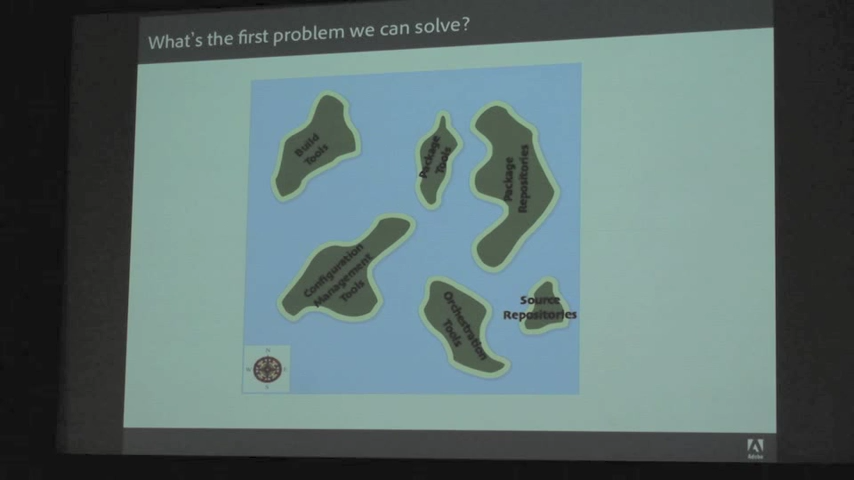 What's the first problem we can solve?
Build
Tools
Package
Tools
Package
Repositories
Configuration
Management
Tools
Orchestration
Tools
Source
Repositories
Adobe